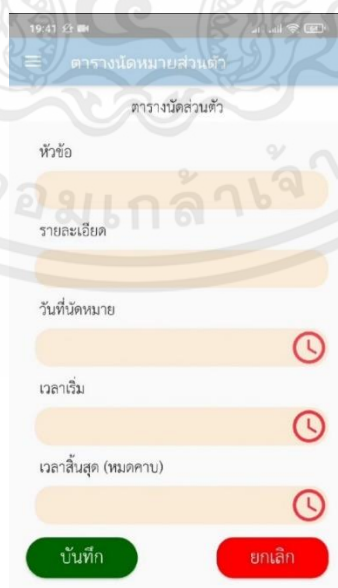 19:41
ตารางนัดหมายส่วนตัว
ตารางนัดส่วนตัว
หัวข้อ
รายละเอียด
วันที่นัดหมาย
เวลาเริ่ม
เวลาสิ้นสุด (หมดคาบ)
บันทึก
ยกเลิก